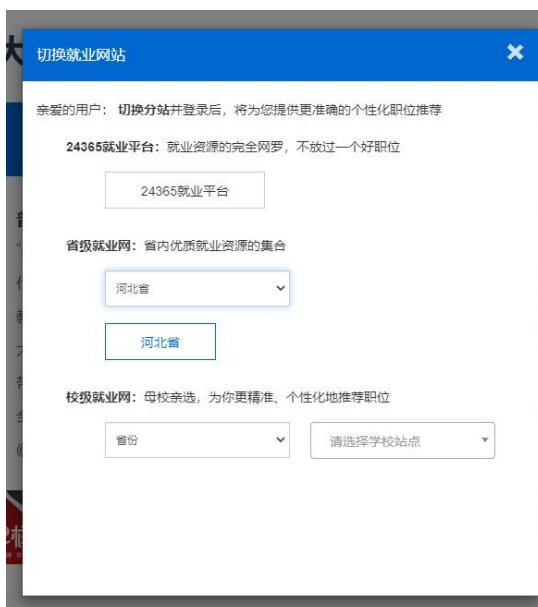 切换就业网站
亲爱的用户： 切换分站并登录后，将为您提供更准确的个性化职位推荐
24365就业平台：就业资源的完全网罗，不放过一个好职位
24365就业平台
省级就业网：省内优质就业资源的集合
河北省
河北省
校级就业网：母校亲选，为你更精准、个性化地推荐职位
省份 请选择学校站点